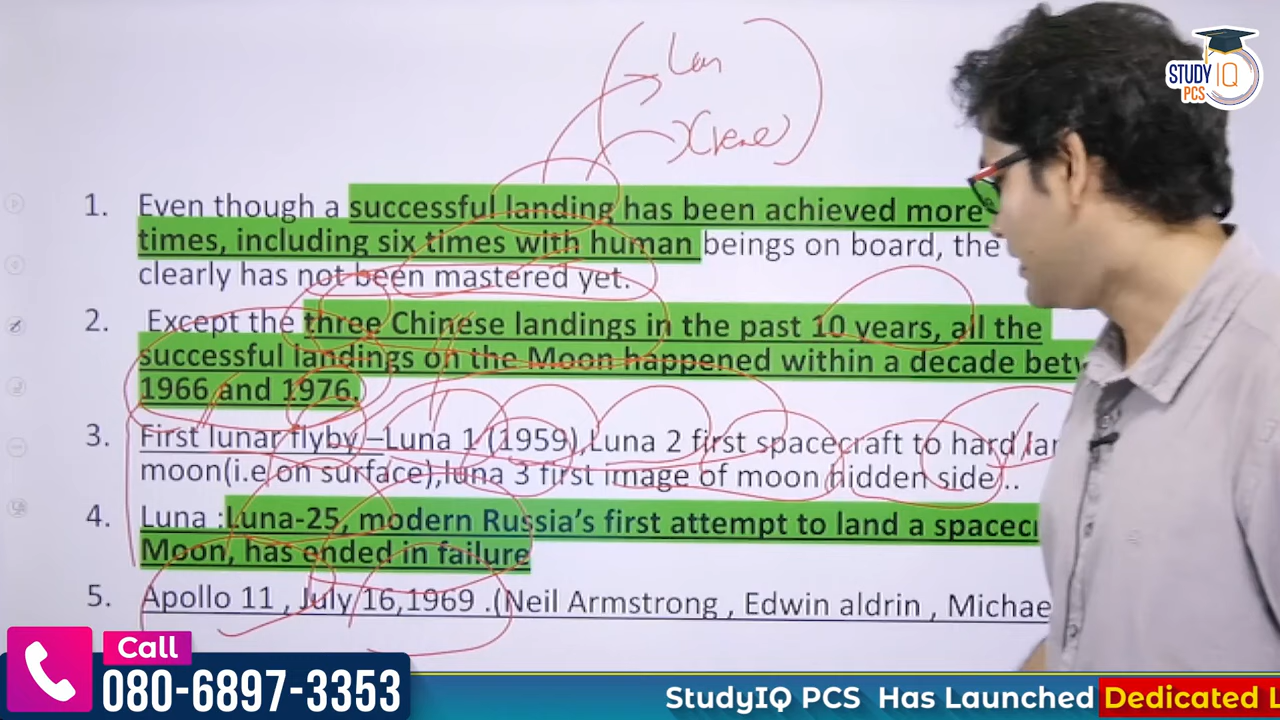 STUDY IQ
PCS
1. Even though a successful landing has been achieved more
times, including six times with human beings on board, the
clearly has not been mastered yet.
2. Except the three Chinese landings in the past 10 years, all the
successful landings on the Moon happened within a decade
1966 and 1976.
3. First lunar flyby –Luna 1 (1959),Luna 2 first spacecraft to hard
moon(i.e on surface),luna 3 first image of moon hidden side..
4. Luna :Luna-25, modern Russia’s first attempt to land a
Moon, has ended in failure
5. Apollo 11 , July 16,1969 .(Neil Armstrong , Edwin aldrin ,
Call
080-6897-3353
StudyIQ PCS Has Launched Dedicated